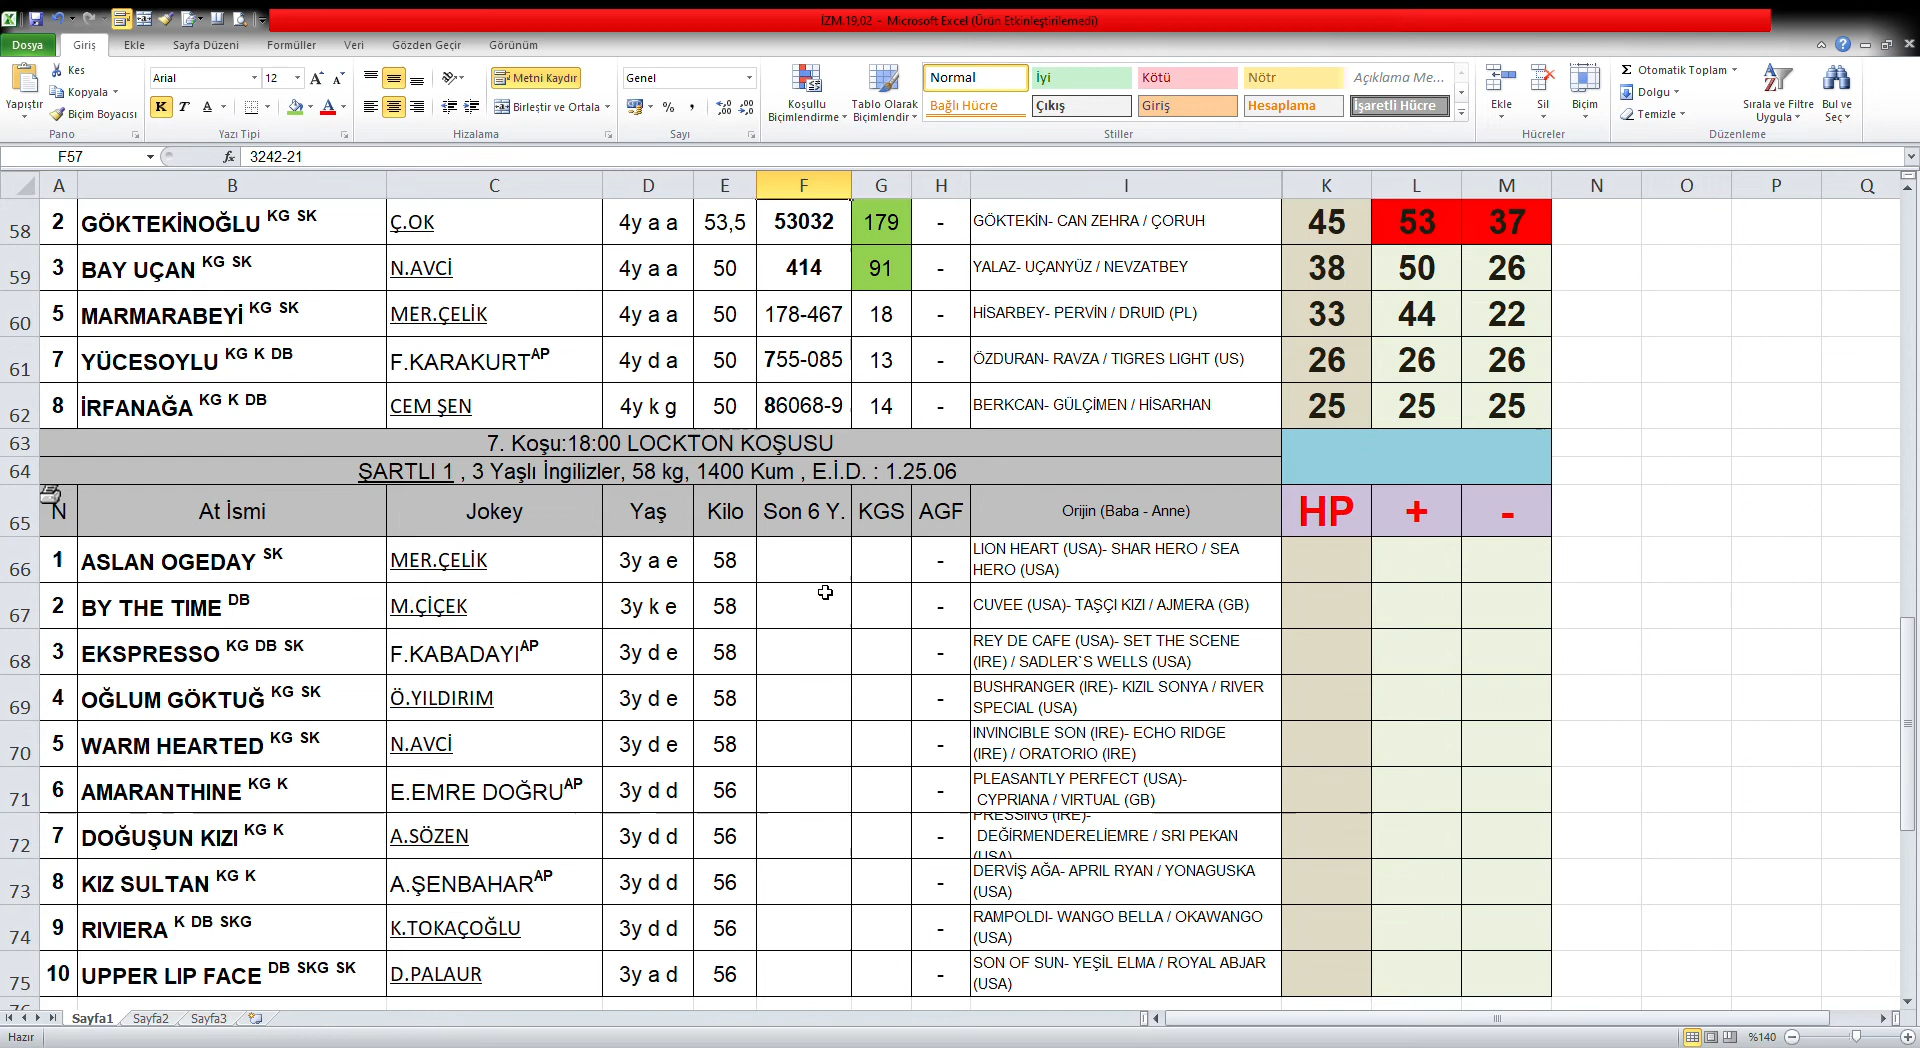 İZM.19.02 - Microsoft Excel (Ürün Etkinleştirilemedi)
Dosya Giriş Ekle Sayfa Düzeni Formüller Veri Gözden Geçir Görünüm
Yapıştır
Kes
Kopyala
Biçim Boyacısı
Pano
Arial 12
K T A
Yazı Tipi
Metni Kaydır
Birleştir ve Ortala
Hizalama
Genel
%
Sayı
Koşullu Biçimlendirme
Tablo Olarak Biçimlendir
Normal İyi Kötü Nötr Açıklama Me...
Bağlı Hücre Çıkış Giriş Hesaplama İşaretli Hücre
Stiller
Ekle Sil Biçim
Hücreler
Σ Otomatik Toplam
Dolgu
Temizle
Sırala ve Filtre Uygula
Bul ve Seç
Düzenleme
F57 fx 3242-21
A B C D E F G H I K L M N O P Q
58 2 GÖKTEKİNOĞLU KG SK Ç.OK 4y a a 53,5 53032 179 - GÖKTEKİN- CAN ZEHRA / ÇORUH 45 53 37
59 3 BAY UÇAN KG SK N.AVCİ 4y a a 50 414 91 - YALAZ- UÇANYÜZ / NEVZATBEY 38 50 26
60 5 MARMARABEYİ KG SK MER.ÇELİK 4y a a 50 178-467 18 - HİSARBEY- PERVİN / DRUID (PL) 33 44 22
61 7 YÜCESOYLU KG K DB F.KARAKURT AP 4y d a 50 755-085 13 - ÖZDURAN- RAVZA / TIGRES LIGHT (US) 26 26 26
62 8 İRFANAĞA KG K DB CEM ŞEN 4y k g 50 86068-9 14 - BERKCAN- GÜLÇİMEN / HİSARHAN 25 25 25
63 7. Koşu:18:00 LOCKTON KOŞUSU
64 ŞARTLI 1 , 3 Yaşlı İngilizler, 58 kg, 1400 Kum , E.İ.D. : 1.25.06
65 N At İsmi Jokey Yaş Kilo Son 6 Y. KGS AGF Orijin (Baba - Anne) HP + -
66 1 ASLAN OGEDAY SK MER.ÇELİK 3y a e 58 - LION HEART (USA)- SHAR HERO / SEA
HERO (USA)
67 2 BY THE TIME DB M.ÇİÇEK 3y k e 58 - CUVEE (USA)- TAŞÇI KIZI / AJMERA (GB)
68 3 EKSPRESSO KG DB SK F.KABADAYI AP 3y d e 58 - REY DE CAFE (USA)- SET THE SCENE
(IRE) / SADLER`S WELLS (USA)
69 4 OĞLUM GÖKTUĞ KG SK Ö.YILDIRIM 3y d e 58 - BUSHRANGER (IRE)- KIZIL SONYA / RIVER
SPECIAL (USA)
70 5 WARM HEARTED KG SK N.AVCİ 3y d e 58 - INVINCIBLE SON (IRE)- ECHO RIDGE
(IRE) / ORATORIO (IRE)
71 6 AMARANTHINE KG K E.EMRE DOĞRU AP 3y d d 56 - PLEASANTLY PERFECT (USA)-
CYPRIANA / VIRTUAL (GB)
72 7 DOĞUŞUN KIZI KG K A.SÖZEN 3y d d 56 - PRESSING (IRE)-
DEĞİRMENDERELİEMRE / SRI PEKAN
(USA)
73 8 KIZ SULTAN KG K A.ŞENBAHAR AP 3y d d 56 - DERVİŞ AĞA- APRIL RYAN / YONAGUSKA
(USA)
74 9 RIVIERA K DB SKG K.TOKAÇOĞLU 3y d d 56 - RAMPOLDI- WANGO BELLA / OKAWANGO
(USA)
75 10 UPPER LIP FACE DB SKG SK D.PALAUR 3y a d 56 - SON OF SUN- YEŞİL ELMA / ROYAL ABJAR
(USA)
76
Sayfa1 Sayfa2 Sayfa3
Hazır %140